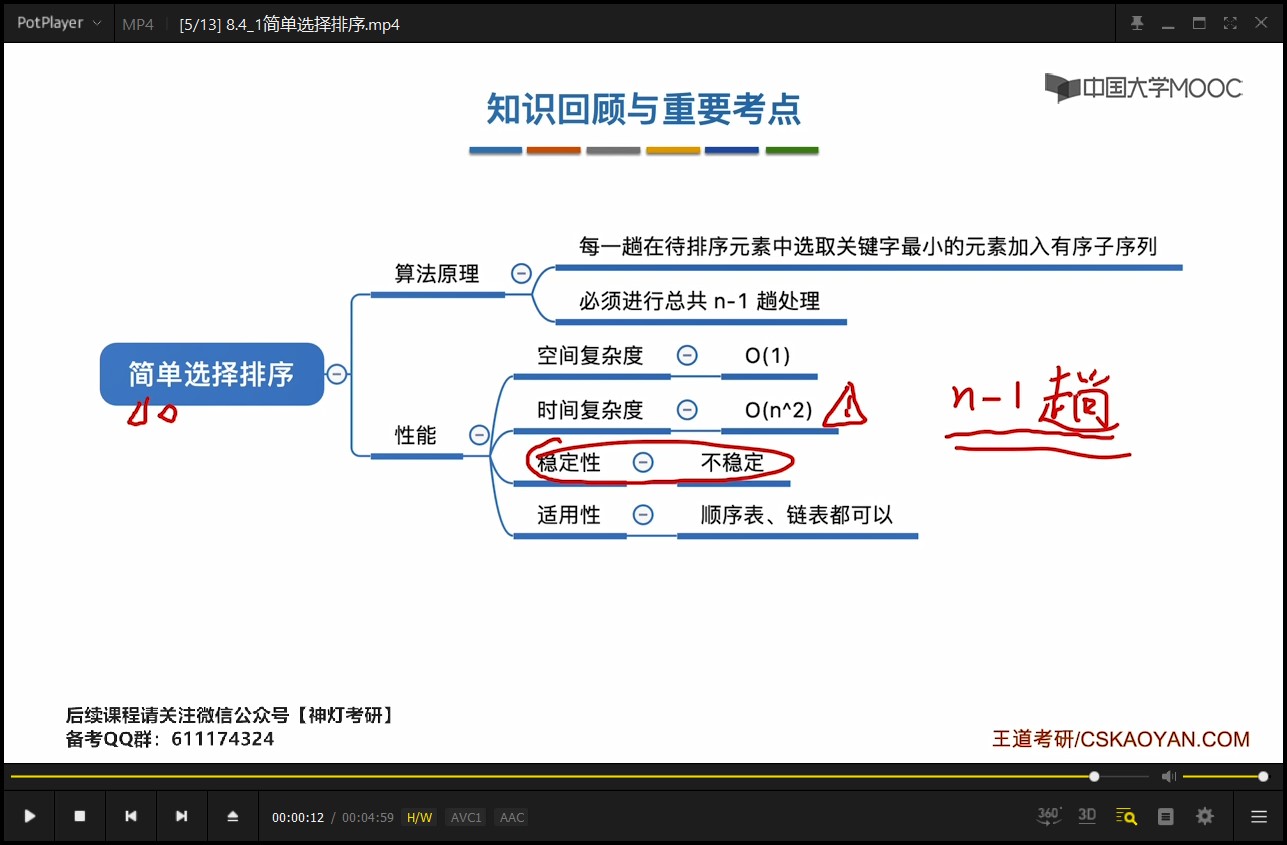 PotPlayer
MP4
[5/13] 8.4_1简单选择排序.mp4
中国大学MOOC
知识回顾与重要考点
每一趟在待排序元素中选取关键字最小的元素加入有序子序列
算法原理
必须进行总共 n-1 趟处理
空间复杂度
O(1)
简单选择排序
时间复杂度
O(n^2)
n-1趟
性能
稳定性
不稳定
适用性
顺序表、链表都可以
后续课程请关注微信公众号【神灯考研】
备考QQ群：611174324
王道考研/CSKAOYAN.COM
00:00:12 / 00:04:59 H/W AVC1 AAC
360°
3D